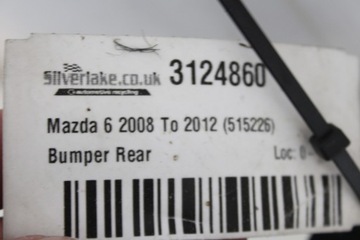 Silverlake.co.uk 3124860
automotive recycling
Mazda 6 2008 To 2012 (515226)
Bumper Rear Loc: